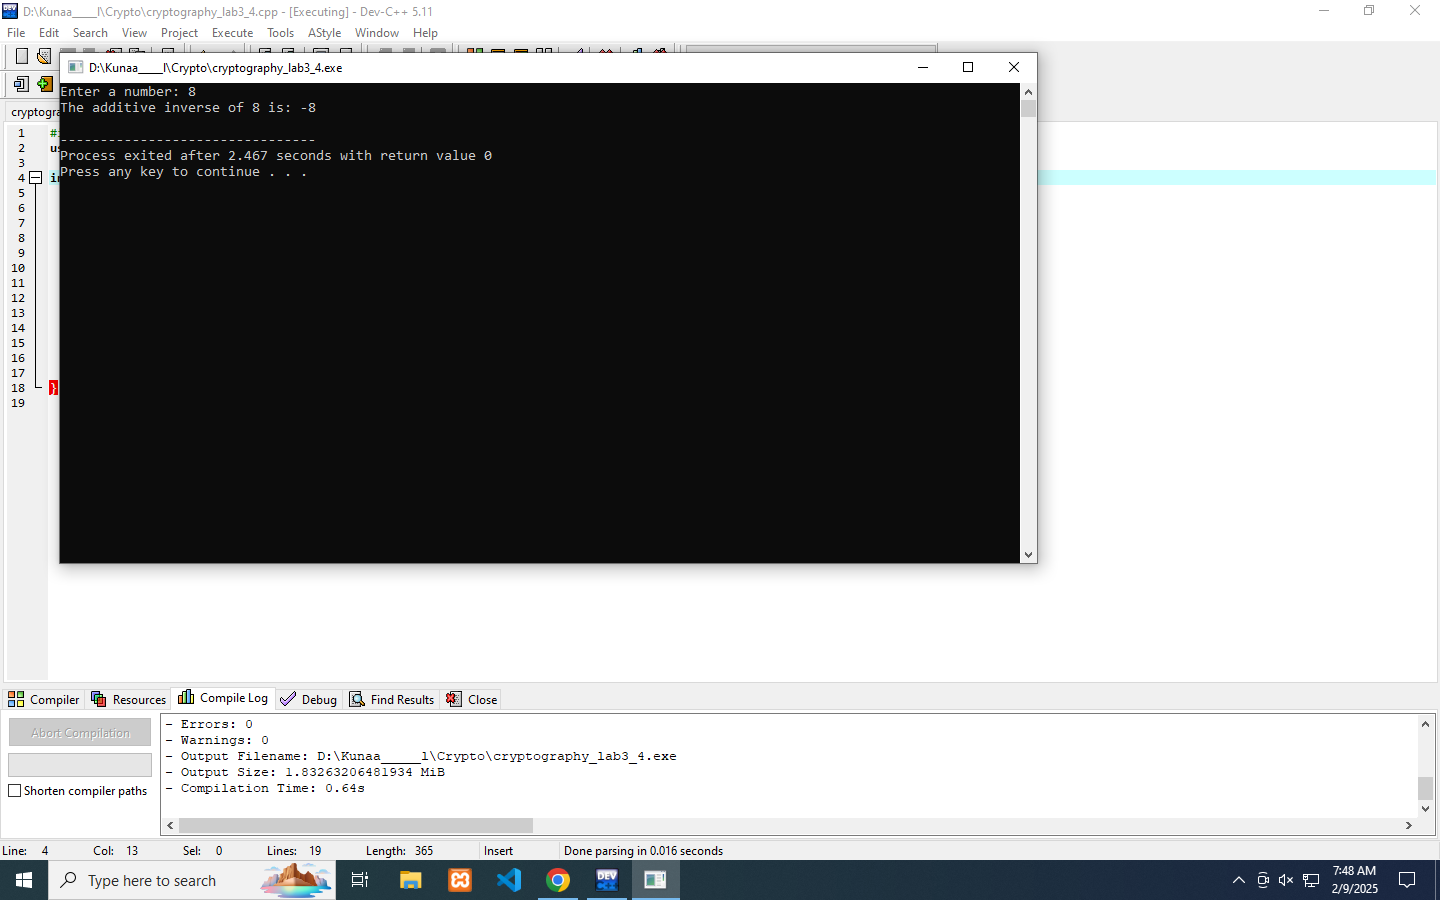 D:\Kunaa____l\Crypto\cryptography_lab3_4.cpp - [Executing] - Dev-C++ 5.11
File Edit Search View Project Execute Tools AStyle Window Help
D:\Kunaa____l\Crypto\cryptography_lab3_4.exe
Enter a number: 8
The additive inverse of 8 is: -8
--------------------------------
Process exited after 2.467 seconds with return value 0
Press any key to continue . . .
1
2
3
4
5
6
7
8
9
10
11
12
13
14
15
16
17
18 }
19
Compiler Resources Compile Log Debug Find Results Close
Abort Compilation
Shorten compiler paths
- Errors: 0
- Warnings: 0
- Output Filename: D:\Kunaa_____l\Crypto\cryptography_lab3_4.exe
- Output Size: 1.83263206481934 MiB
- Compilation Time: 0.64s
Line: 4 Col: 13 Sel: 0 Lines: 19 Length: 365 Insert Done parsing in 0.016 seconds
Type here to search
DEV
7:48 AM
2/9/2025